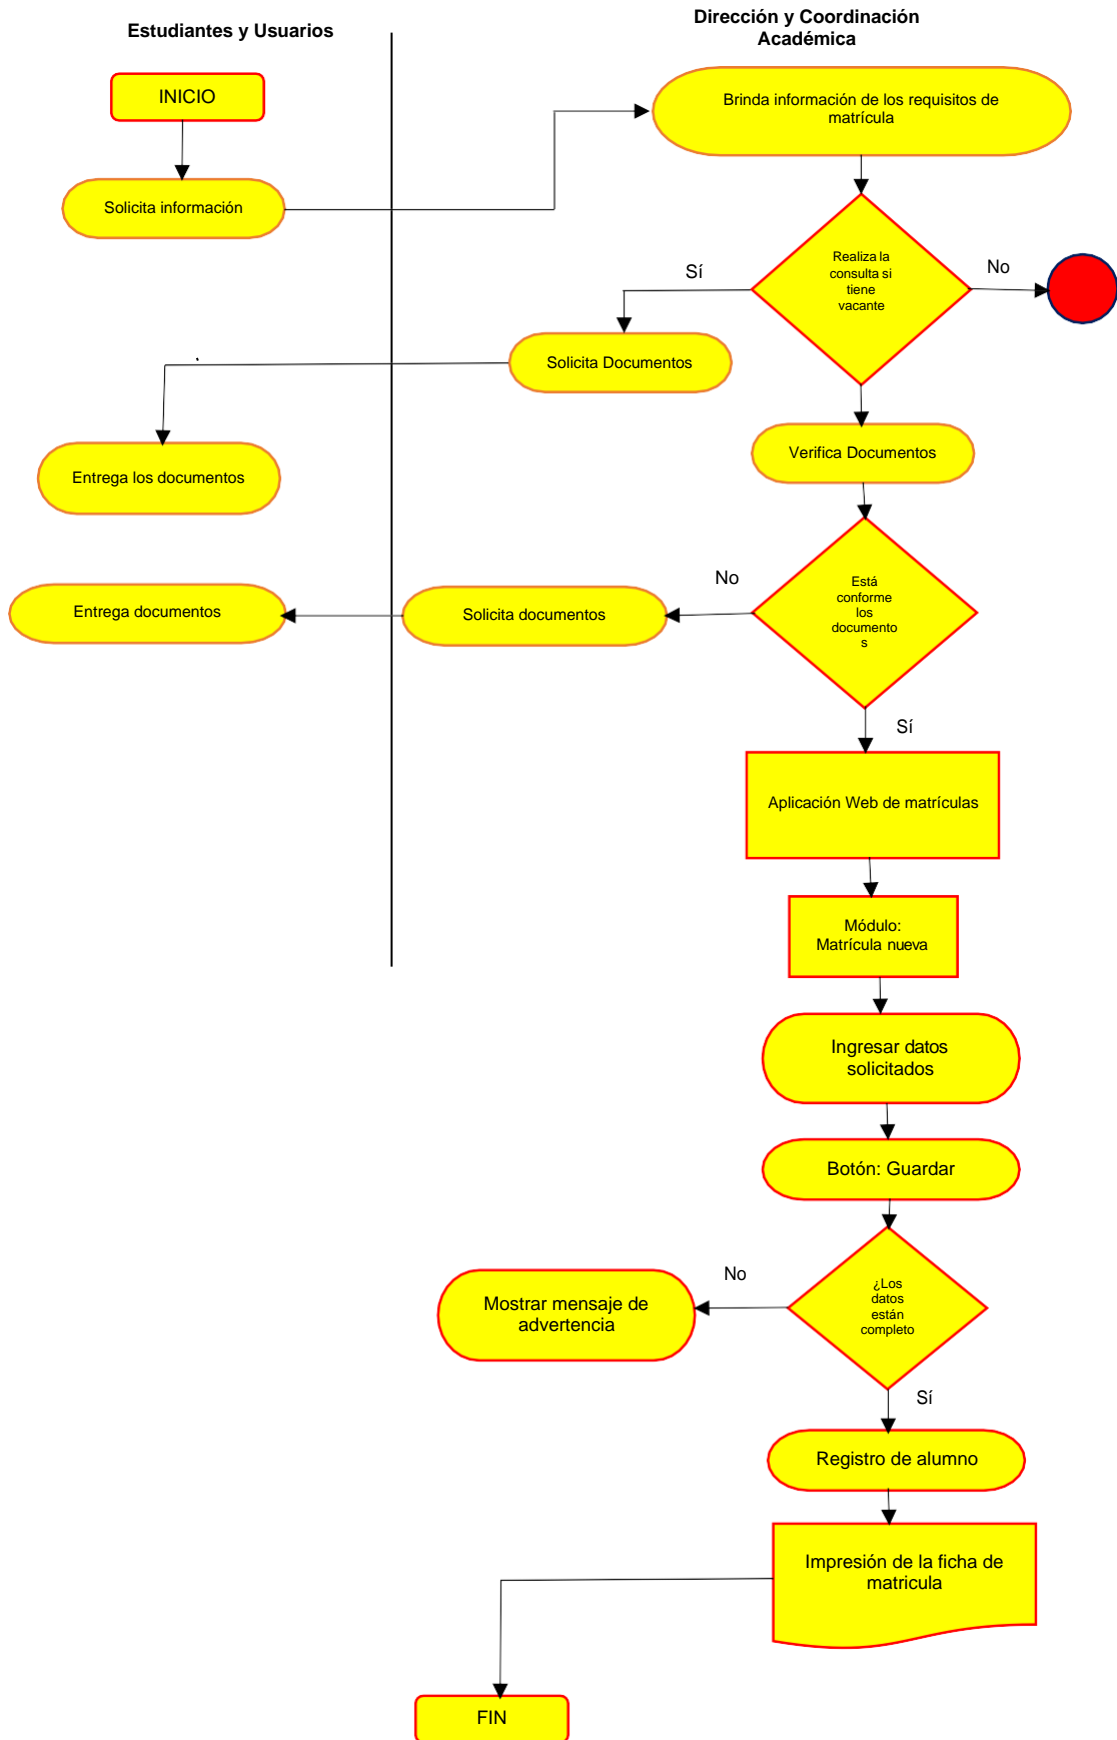 Estudiantes y Usuarios
Dirección y Coordinación
Académica
INICIO
Brinda información de los requisitos de
matrícula
Solicita información
Realiza la
consulta si
tiene
vacante
Sí
No
Solicita Documentos
Verifica Documentos
Entrega los documentos
Está
conforme
los
documento
s
No
Solicita documentos
Entrega documentos
Sí
Aplicación Web de matrículas
Módulo:
Matrícula nueva
Ingresar datos
solicitados
Botón: Guardar
¿Los
datos
están
completo
No
Mostrar mensaje de
advertencia
Sí
Registro de alumno
Impresión de la ficha de
matricula
FIN